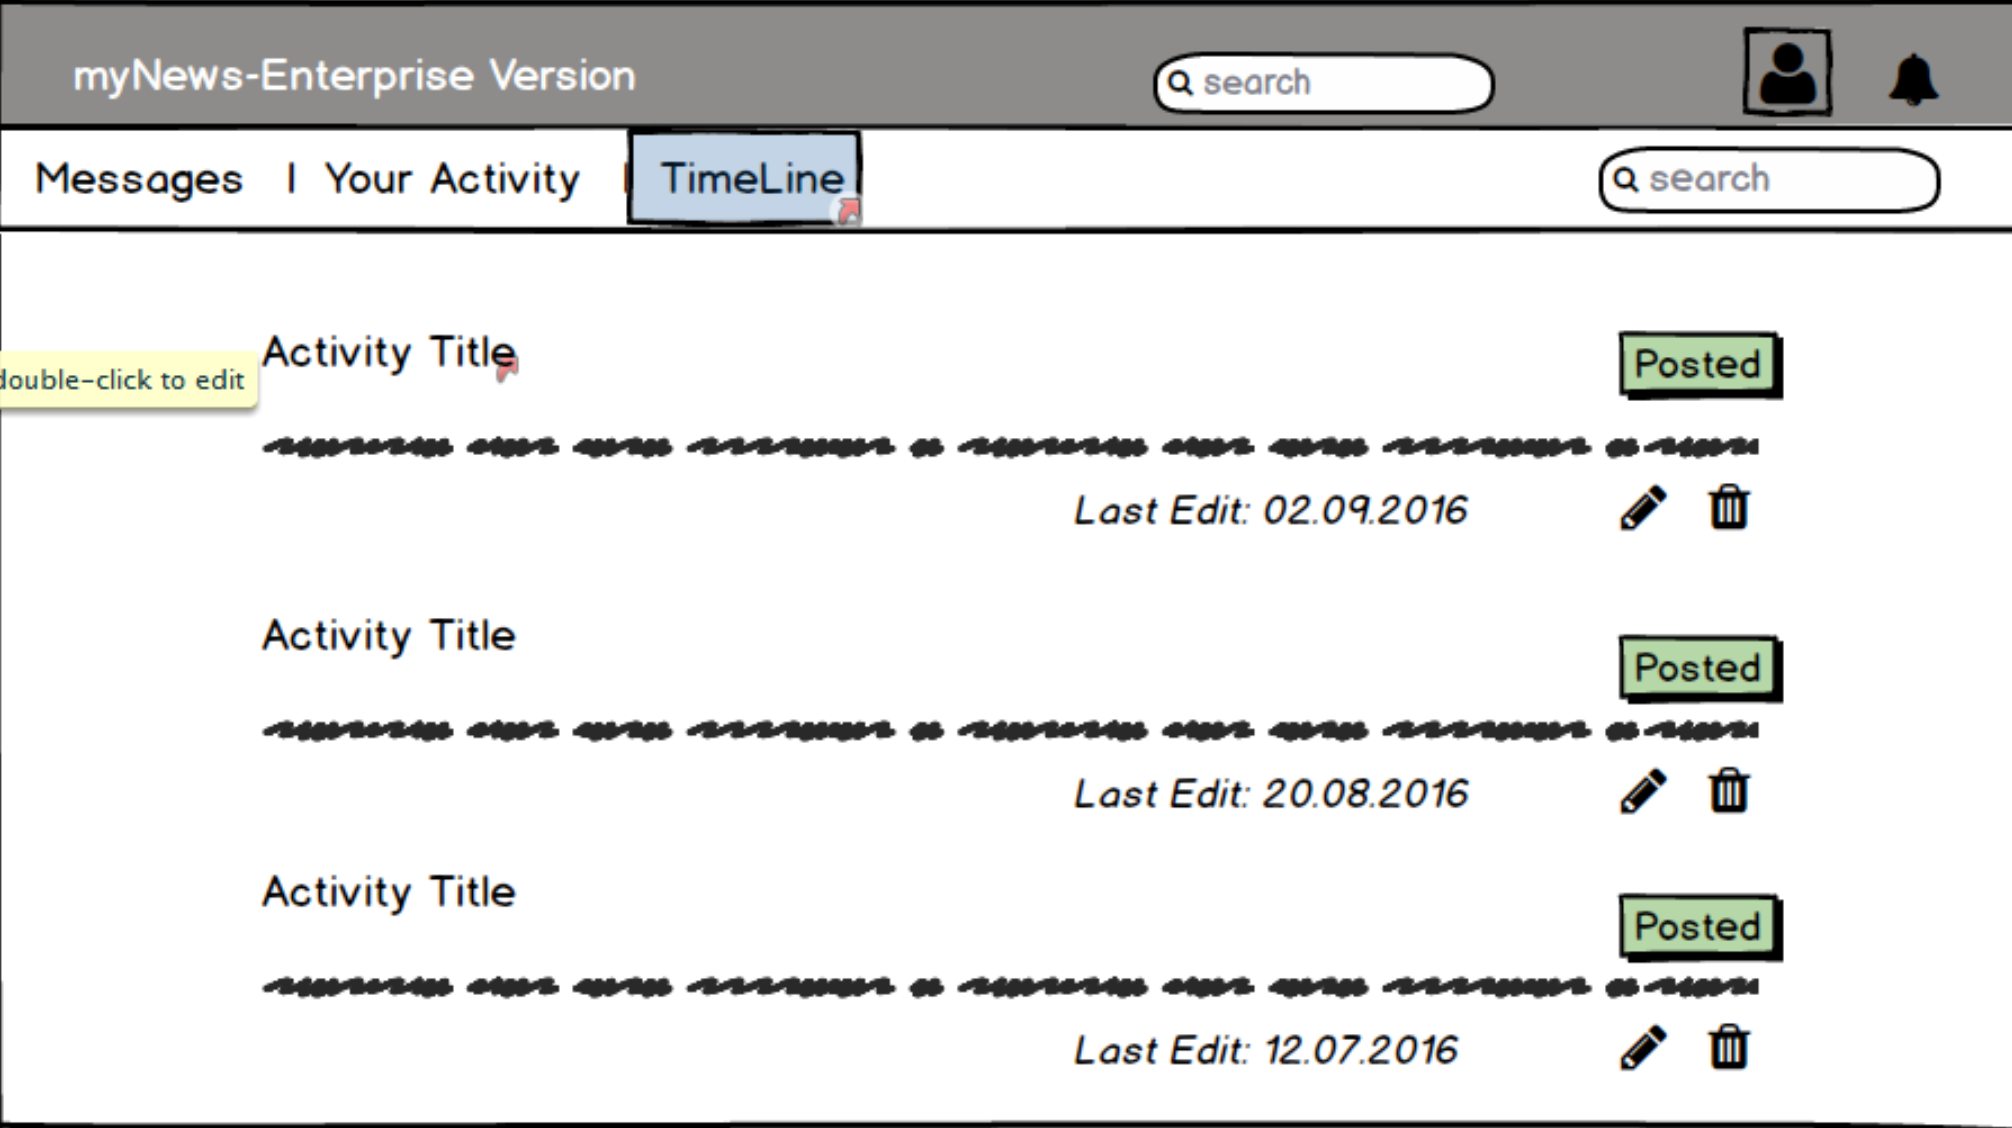 myNews-Enterprise Version
search
Messages | Your Activity | TimeLine
search
Activity Title
Posted
double-click to edit
Last Edit: 02.09.2016
Activity Title
Posted
Last Edit: 20.08.2016
Activity Title
Posted
Last Edit: 12.07.2016